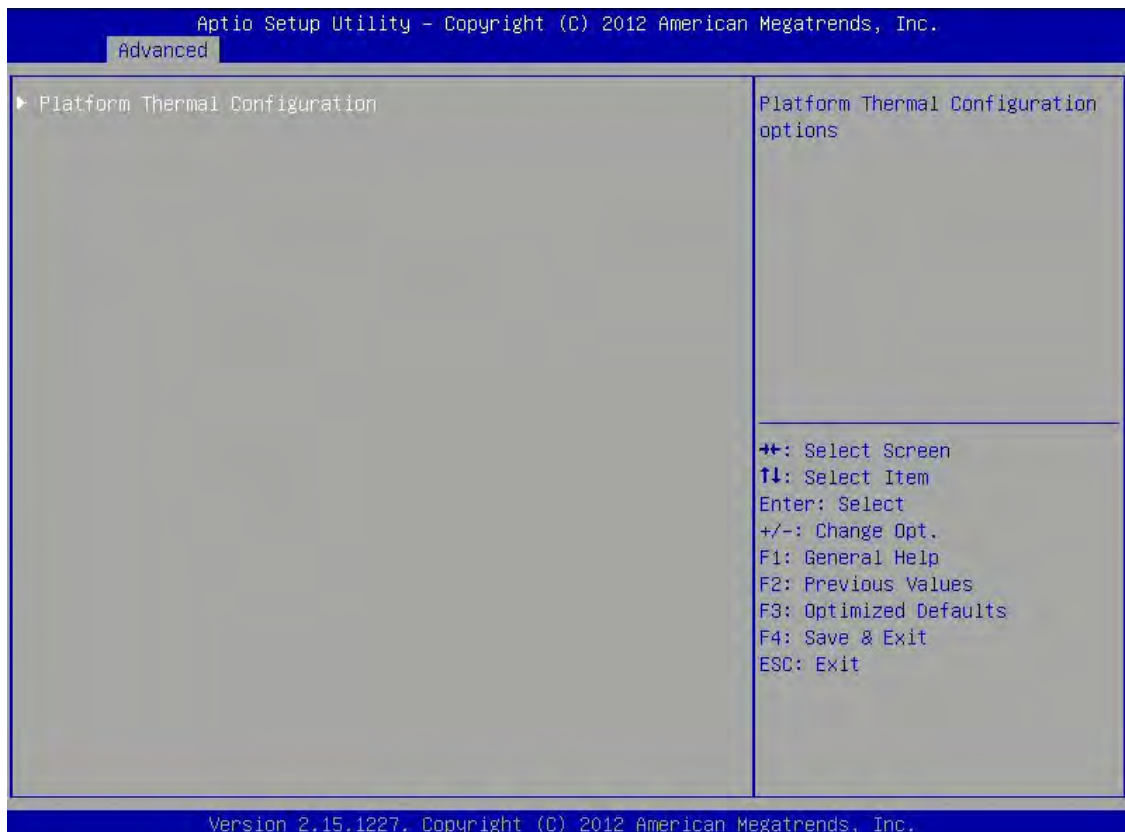 Aptio Setup Utility – Copyright (C) 2012 American Megatrends, Inc.
Advanced
▶ Platform Thermal Configuration
Platform Thermal Configuration
options
→←: Select Screen
↑↓: Select Item
Enter: Select
+/-: Change Opt.
F1: General Help
F2: Previous Values
F3: Optimized Defaults
F4: Save & Exit
ESC: Exit
Version 2.15.1227. Copyright (C) 2012 American Megatrends, Inc.